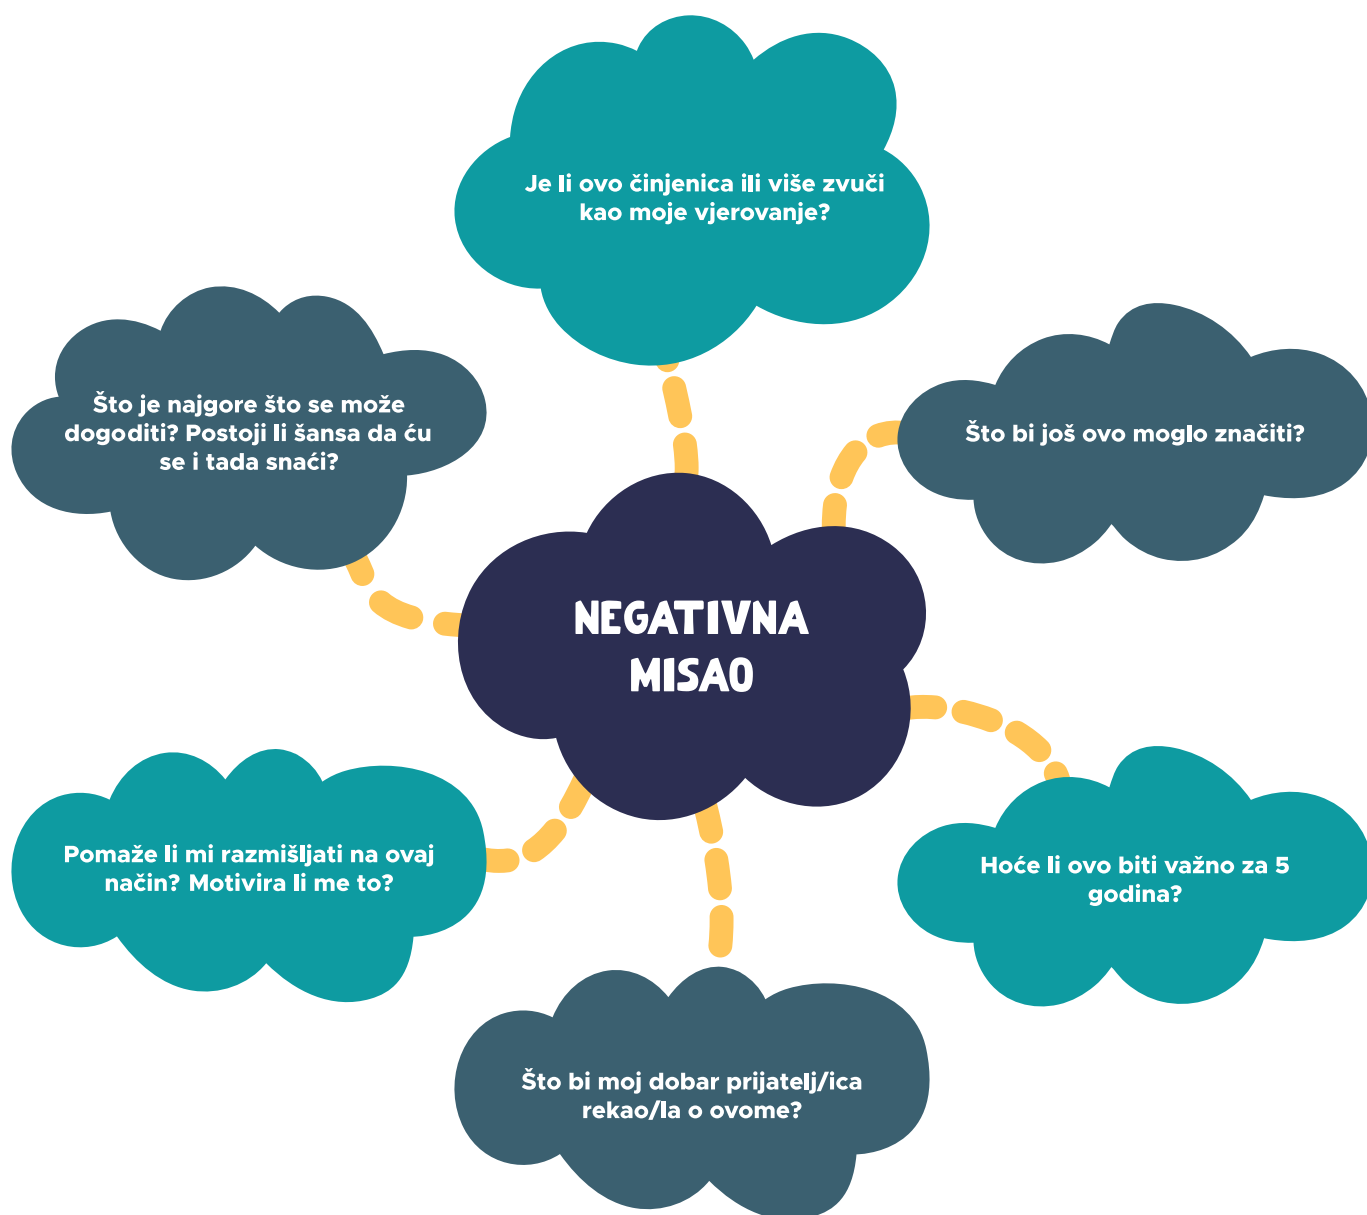 Je li ovo činjenica ili više zvuči
kao moje vjerovanje?
Što je najgore što se može
dogoditi? Postoji li šansa da ću
se i tada snaći?
Što bi još ovo moglo značiti?
NEGATIVNA
MISAO
Pomaže li mi razmišljati na ovaj
način? Motivira li me to?
Hoće li ovo biti važno za 5
godina?
Što bi moj dobar prijatelj/ica
rekao/la o ovome?